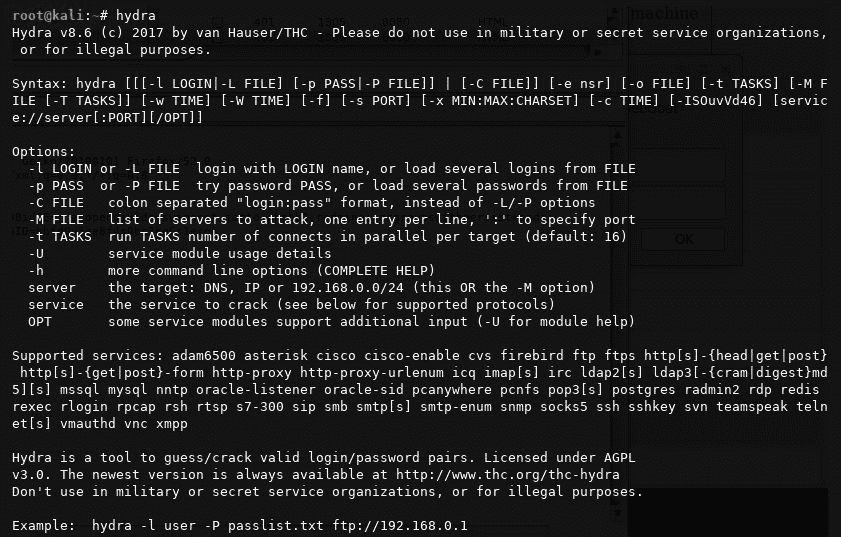 root@kali:~# hydra
Hydra v8.6 (c) 2017 by van Hauser/THC - Please do not use in military or secret service organizations,
 or for illegal purposes.

Syntax: hydra [[[-l LOGIN|-L FILE] [-p PASS|-P FILE]] | [-C FILE]] [-e nsr] [-o FILE] [-t TASKS] [-M F
ILE [-T TASKS]] [-w TIME] [-W TIME] [-f] [-s PORT] [-x MIN:MAX:CHARSET] [-c TIME] [-ISOuvVd46] [servic
e://server[:PORT][/OPT]]

Options:
  -l LOGIN or -L FILE  login with LOGIN name, or load several logins from FILE
  -p PASS  or -P FILE  try password PASS, or load several passwords from FILE
  -C FILE   colon separated "login:pass" format, instead of -L/-P options
  -M FILE   list of servers to attack, one entry per line, ':' to specify port
  -t TASKS  run TASKS number of connects in parallel per target (default: 16)
  -U        service module usage details
  -h        more command line options (COMPLETE HELP)
  server    the target: DNS, IP or 192.168.0.0/24 (this OR the -M option)
  service   the service to crack (see below for supported protocols)
  OPT       some service modules support additional input (-U for module help)

Supported services: adam6500 asterisk cisco cisco-enable cvs firebird ftp ftps http[s]-{head|get|post}
 http[s]-{get|post}-form http-proxy http-proxy-urlenum icq imap[s] irc ldap2[s] ldap3[-{cram|digest}md
5][s] mssql mysql nntp oracle-listener oracle-sid pcanywhere pcnfs pop3[s] postgres radmin2 rdp redis
rexec rlogin rpcap rsh rtsp s7-300 sip smb smtp[s] smtp-enum snmp socks5 ssh sshkey svn teamspeak teln
et[s] vmauthd vnc xmpp

Hydra is a tool to guess/crack valid login/password pairs. Licensed under AGPL
v3.0. The newest version is always available at http://www.thc.org/thc-hydra
Don't use in military or secret service organizations, or for illegal purposes.

Example:  hydra -l user -P passlist.txt ftp://192.168.0.1
machine
OK